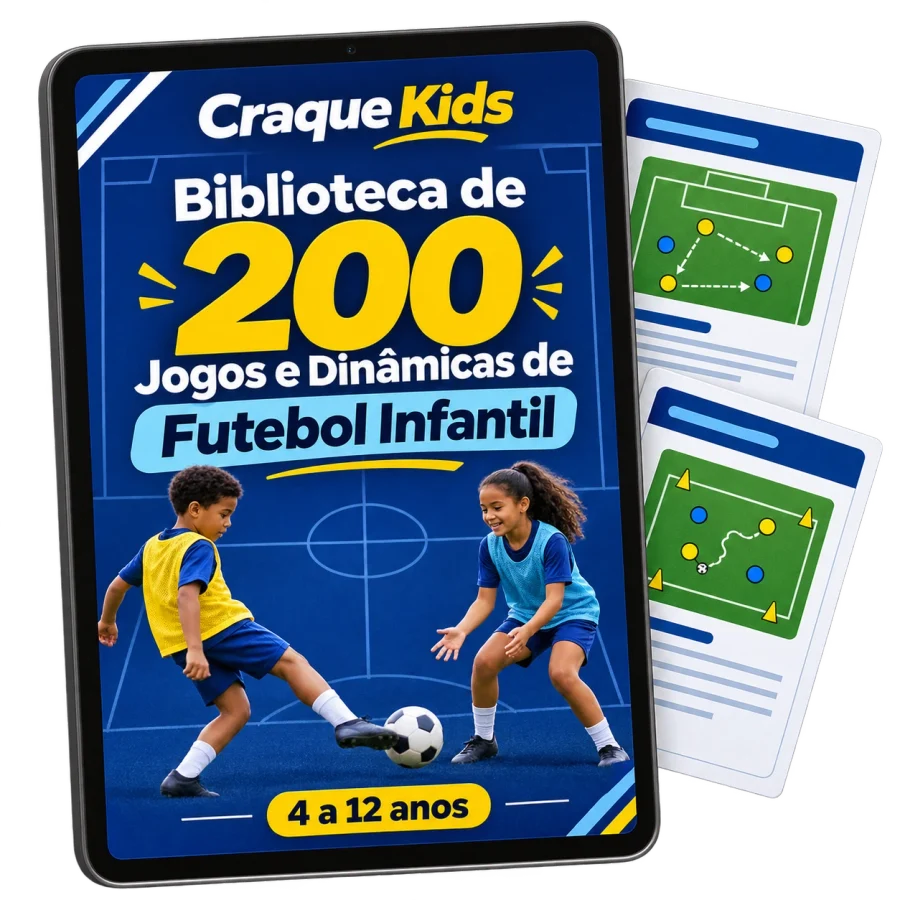 Craque Kids
Biblioteca de
200
Jogos e Dinâmicas de
Futebol Infantil
4 a 12 anos